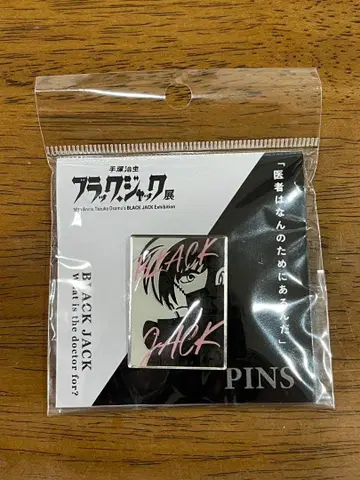 手塚治虫
ブラック・ジャック展
Tezuka Osamu's BLACK JACK Exhibition
「医者はなんのためにあるんだ」
BLACK
JACK
BLACK JACK
What is the doctor for?
PINS